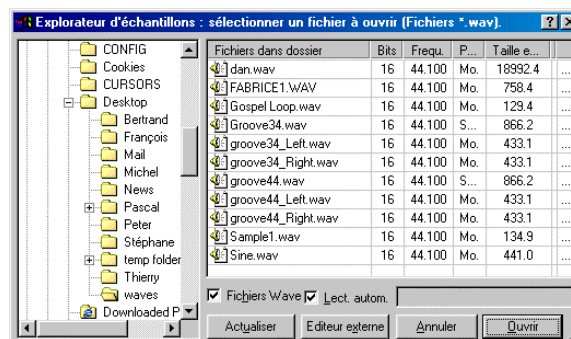 Explorateur d'échantillons : sélectionner un fichier à ouvrir (Fichiers *.wav).
CONFIG
Cookies
CURSORS
Desktop
Bertrand
François
Mail
Michel
News
Pascal
Peter
Stéphane
temp folder
Thierry
waves
Downloaded P
Fichiers dans dossier Bits Frequ. P... Taille e...
dan.wav 16 44.100 Mo. 18992.4 ...
FABRICE1.WAV 16 44.100 Mo. 758.4 ...
Gospel Loop.wav 16 44.100 Mo. 129.4 ...
Groove34.wav 16 44.100 S... 866.2 ...
groove34_Left.wav 16 44.100 Mo. 433.1 ...
groove34_Right.wav 16 44.100 Mo. 433.1 ...
groove44.wav 16 44.100 S... 866.2 ...
groove44_Left.wav 16 44.100 Mo. 433.1 ...
groove44_Right.wav 16 44.100 Mo. 433.1 ...
Sample1.wav 16 44.100 Mo. 134.9 ...
Sine.wav 16 44.100 Mo. 441.0 ...
Fichiers Wave Lect. autom.
Actualiser Editeur externe Annuler Ouvrir